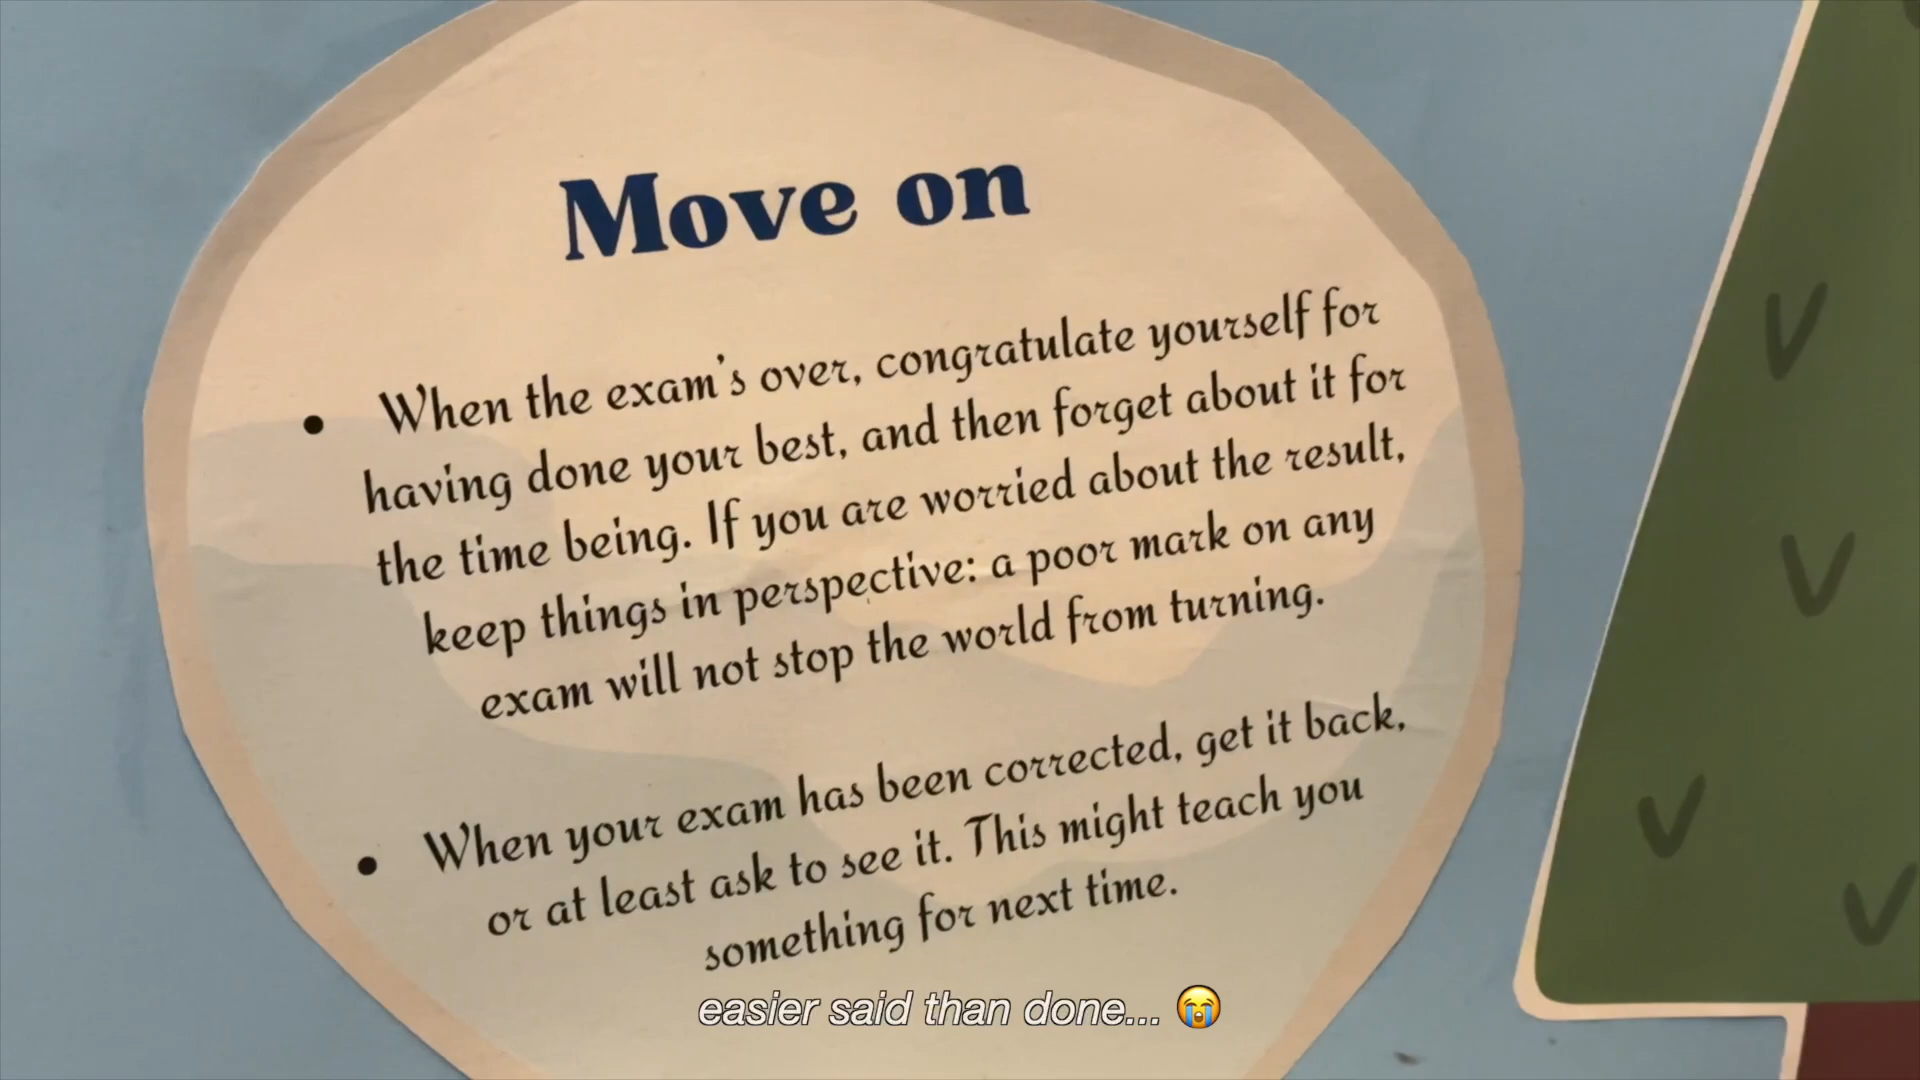 Move on
• When the exam's over, congratulate yourself for
having done your best, and then forget about it for
the time being. If you are worried about the result,
keep things in perspective: a poor mark on any
exam will not stop the world from turning.
• When your exam has been corrected, get it back,
or at least ask to see it. This might teach you
something for next time.
easier said than done... 😭